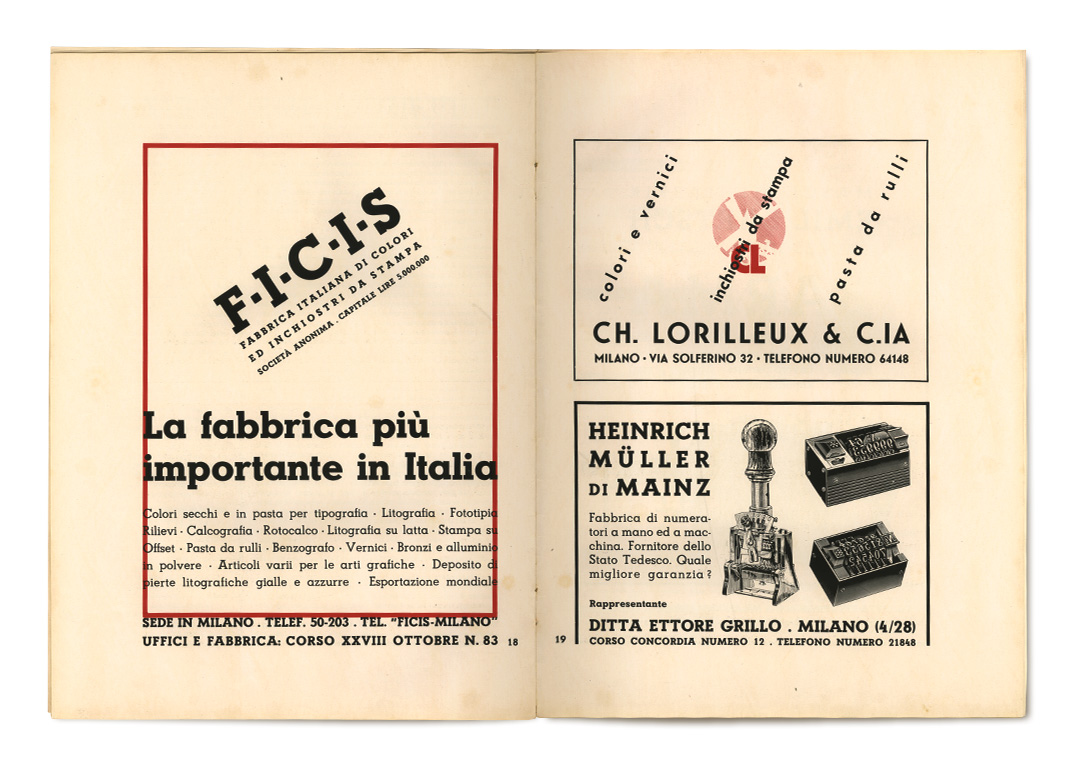 F·I·C·I·S
FABBRICA ITALIANA DI COLORI
ED INCHIOSTRI DA STAMPA
SOCIETÀ ANONIMA . CAPITALE LIRE 5.000.000
La fabbrica più
importante in Italia
Colori secchi e in pasta per tipografia · Litografia · Fototipia
Rilievi · Calcografia · Rotocalco · Litografia su latta · Stampa su
Offset · Pasta da rulli · Benzografo · Vernici · Bronzi e alluminio
in polvere · Articoli varii per le arti grafiche · Deposito di
pierte litografiche gialle e azzurre · Esportazione mondiale
SEDE IN MILANO . TELEF. 50-203 . TEL. "FICIS-MILANO"
UFFICI E FABBRICA: CORSO XXVIII OTTOBRE N. 83
18
colori e vernici
inchiostri da stampa
pasta da rulli
CL
CH. LORILLEUX & C.IA
MILANO · VIA SOLFERINO 32 · TELEFONO NUMERO 64148
HEINRICH
MÜLLER
DI MAINZ
Fabbrica di numera-
tori a mano ed a mac-
china. Fornitore dello
Stato Tedesco. Quale
migliore garanzia?
Rappresentante
DITTA ETTORE GRILLO . MILANO (4/28)
CORSO CONCORDIA NUMERO 12 . TELEFONO NUMERO 21848
19